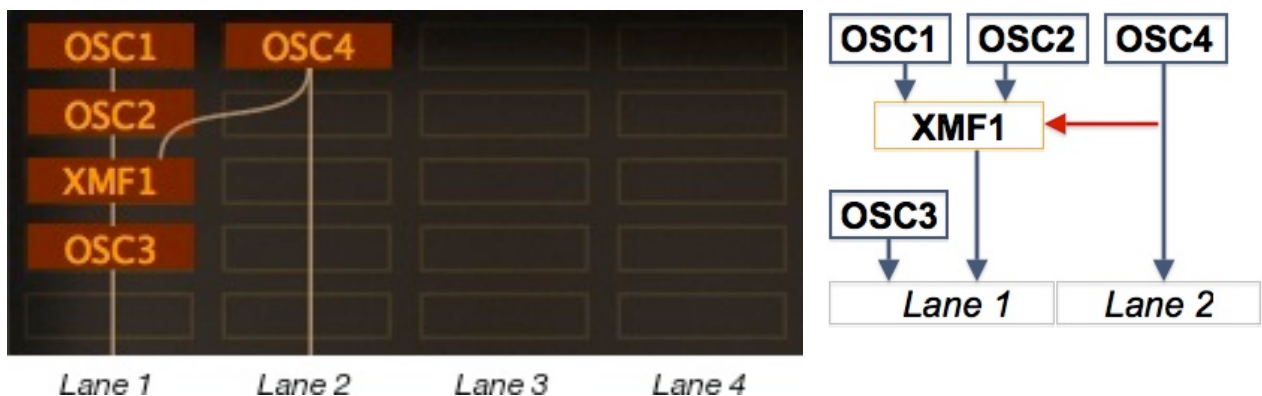 OSC1 OSC4
OSC2
XMF1
OSC3
Lane 1 Lane 2 Lane 3 Lane 4
OSC1 OSC2 OSC4
XMF1
OSC3
Lane 1 Lane 2